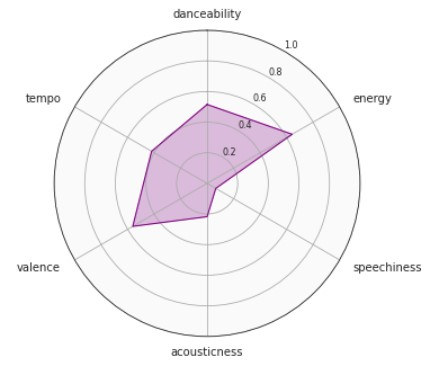 danceability
1.0
0.8
tempo
0.6
energy
0.4
0.2
valence
speechiness
acousticness